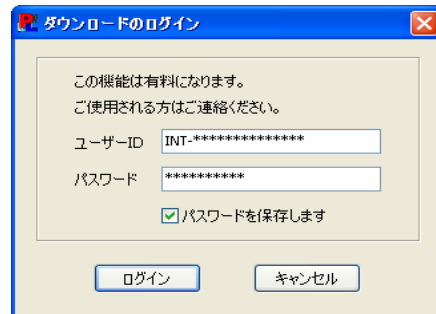 ダウンロードのログイン
この機能は有料になります。
ご使用される方はご連絡ください。
ユーザーID INT-**************
パスワード **********
パスワードを保存します
ログイン キャンセル